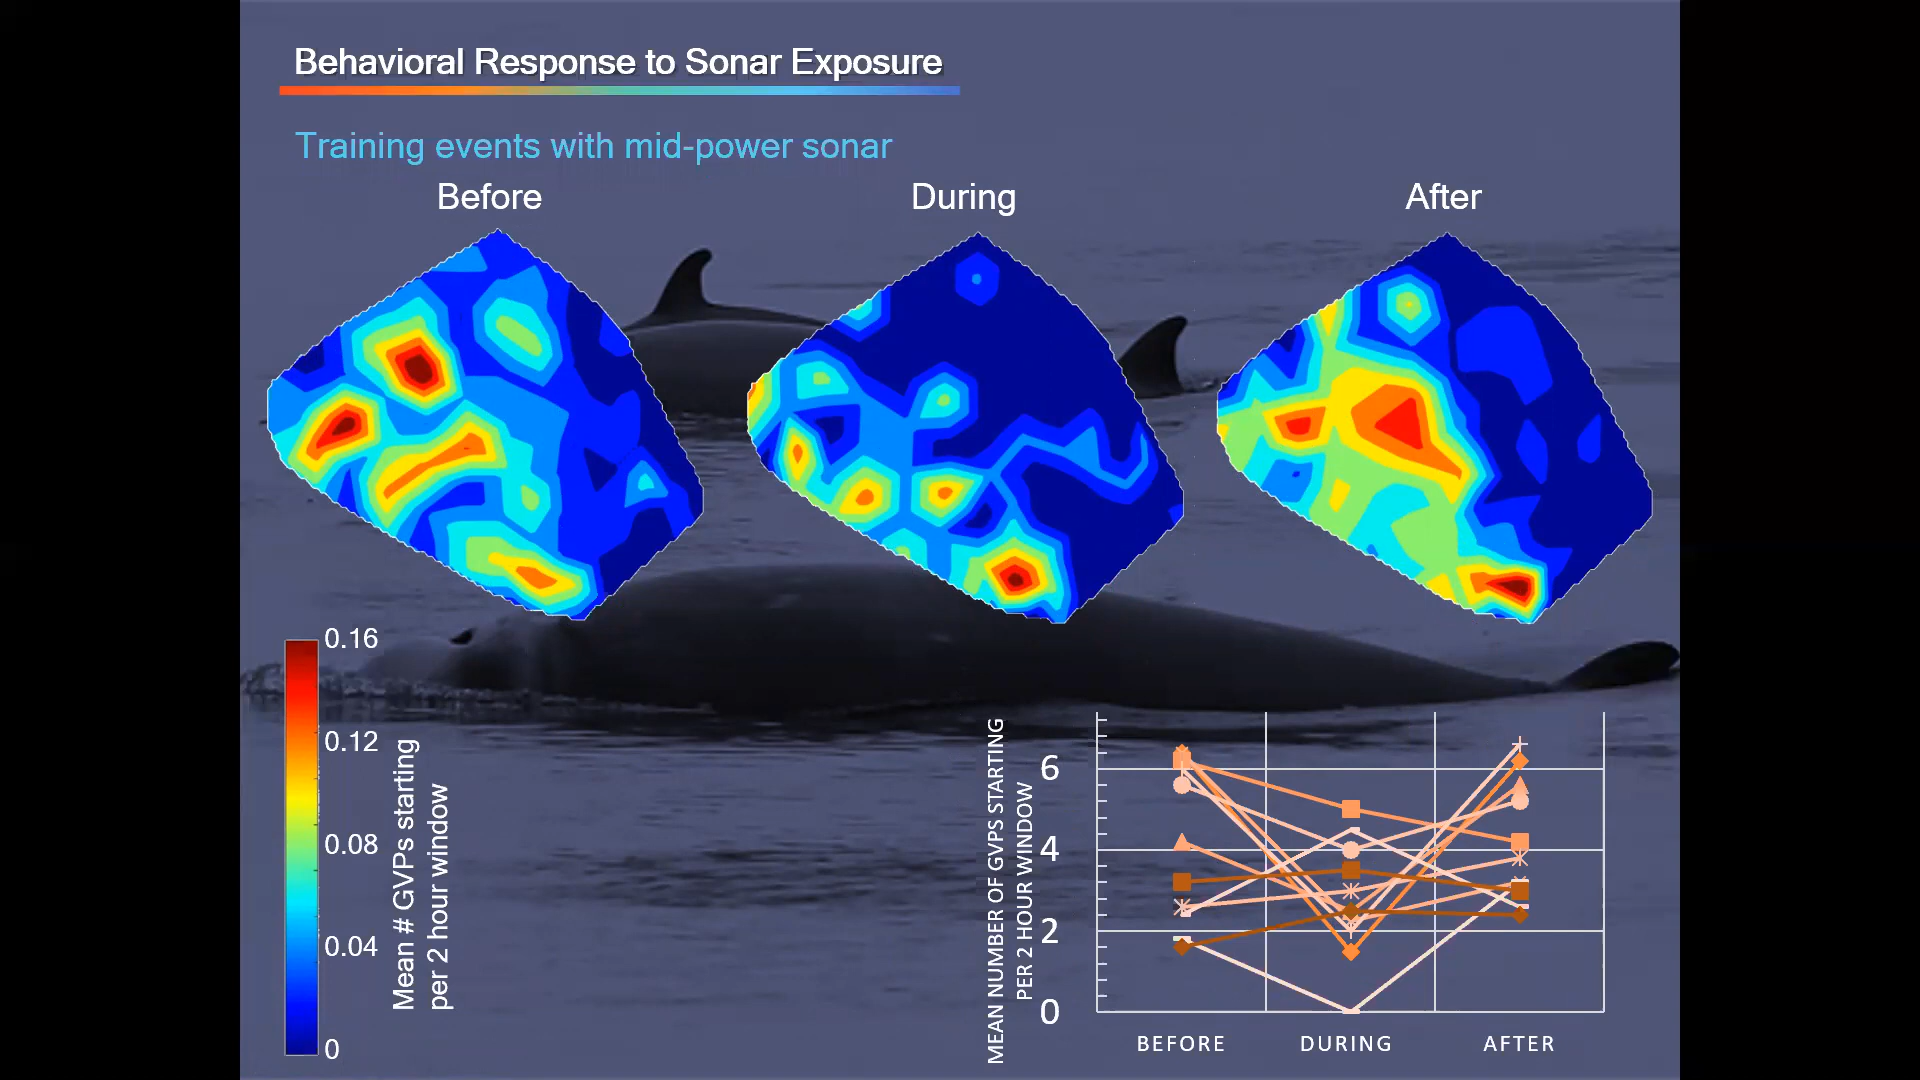 Behavioral Response to Sonar Exposure
Training events with mid-power sonar
Before
During
After
0.16
0.12
0.08
0.04
0
Mean # GVPs starting
per 2 hour window
MEAN NUMBER OF GVPS STARTING
PER 2 HOUR WINDOW
6
4
2
0
BEFORE
DURING
AFTER